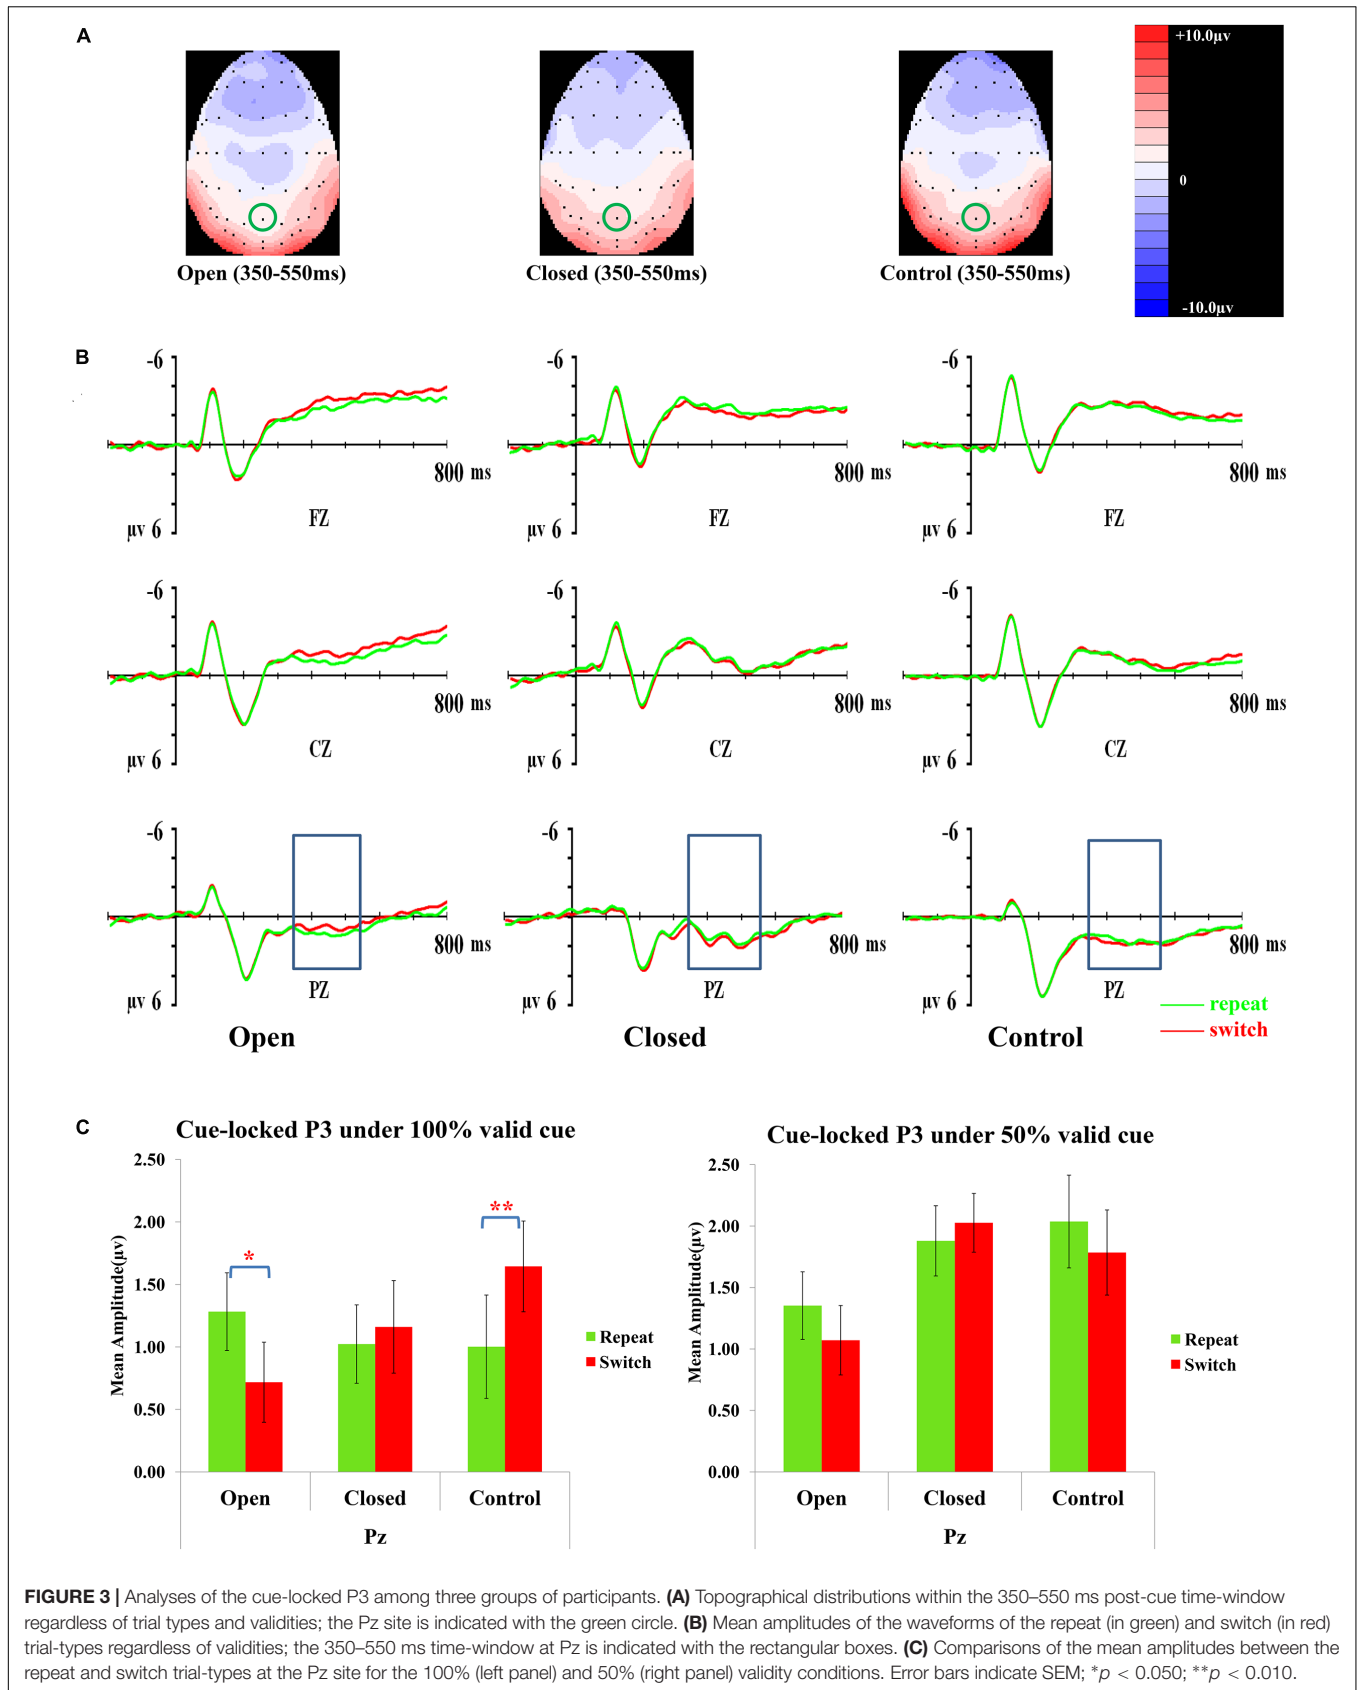 A
+10.0μv
0
-10.0μv
Open (350-550ms)
Closed (350-550ms)
Control (350-550ms)
B
-6
-6
-6
800 ms
800 ms
800 ms
FZ
FZ
FZ
μv 6
μv 6
μv 6
-6
-6
-6
800 ms
800 ms
800 ms
CZ
CZ
CZ
μv 6
μv 6
μv 6
-6
-6
-6
800 ms
800 ms
800 ms
PZ
PZ
PZ
μv 6
μv 6
μv 6
repeat
switch
Open
Closed
Control
C
Cue-locked P3 under 100% valid cue
2.50
2.00
1.50
1.00
0.50
0.00
Mean Amplitude(μv)
*
**
Repeat
Switch
Open
Closed
Control
Pz
Cue-locked P3 under 50% valid cue
2.50
2.00
1.50
1.00
0.50
0.00
Mean Amplitude(μv)
Repeat
Switch
Open
Closed
Control
Pz
FIGURE 3 | Analyses of the cue-locked P3 among three groups of participants. (A) Topographical distributions within the 350–550 ms post-cue time-window
regardless of trial types and validities; the Pz site is indicated with the green circle. (B) Mean amplitudes of the waveforms of the repeat (in green) and switch (in red)
trial-types regardless of validities; the 350–550 ms time-window at Pz is indicated with the rectangular boxes. (C) Comparisons of the mean amplitudes between the
repeat and switch trial-types at the Pz site for the 100% (left panel) and 50% (right panel) validity conditions. Error bars indicate SEM; *p < 0.050; **p < 0.010.